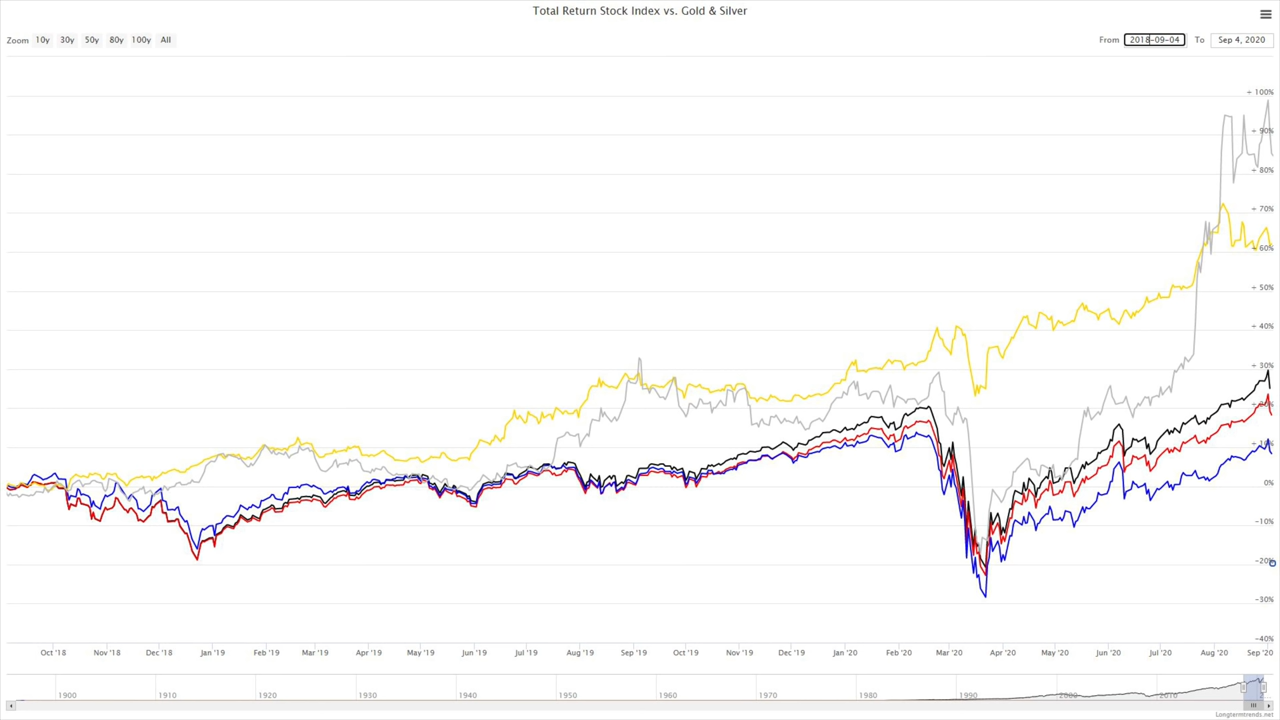 Total Return Stock Index vs. Gold & Silver
Zoom 10y 30y 50y 80y 100y All
From 2018-09-04 To Sep 4, 2020
+ 100%
+ 90%
+ 80%
+ 70%
+ 60%
+ 50%
+ 40%
+ 30%
+ 20%
+ 10%
0%
-10%
-20%
-30%
-40%
Oct '18 Nov '18 Dec '18 Jan '19 Feb '19 Mar '19 Apr '19 May '19 Jun '19 Jul '19 Aug '19 Sep '19 Oct '19 Nov '19 Dec '19 Jan '20 Feb '20 Mar '20 Apr '20 May '20 Jun '20 Jul '20 Aug '20 Sep '20
1900 1910 1920 1930 1940 1950 1960 1970 1980 1990 2000 2010
Longtermtrends.net